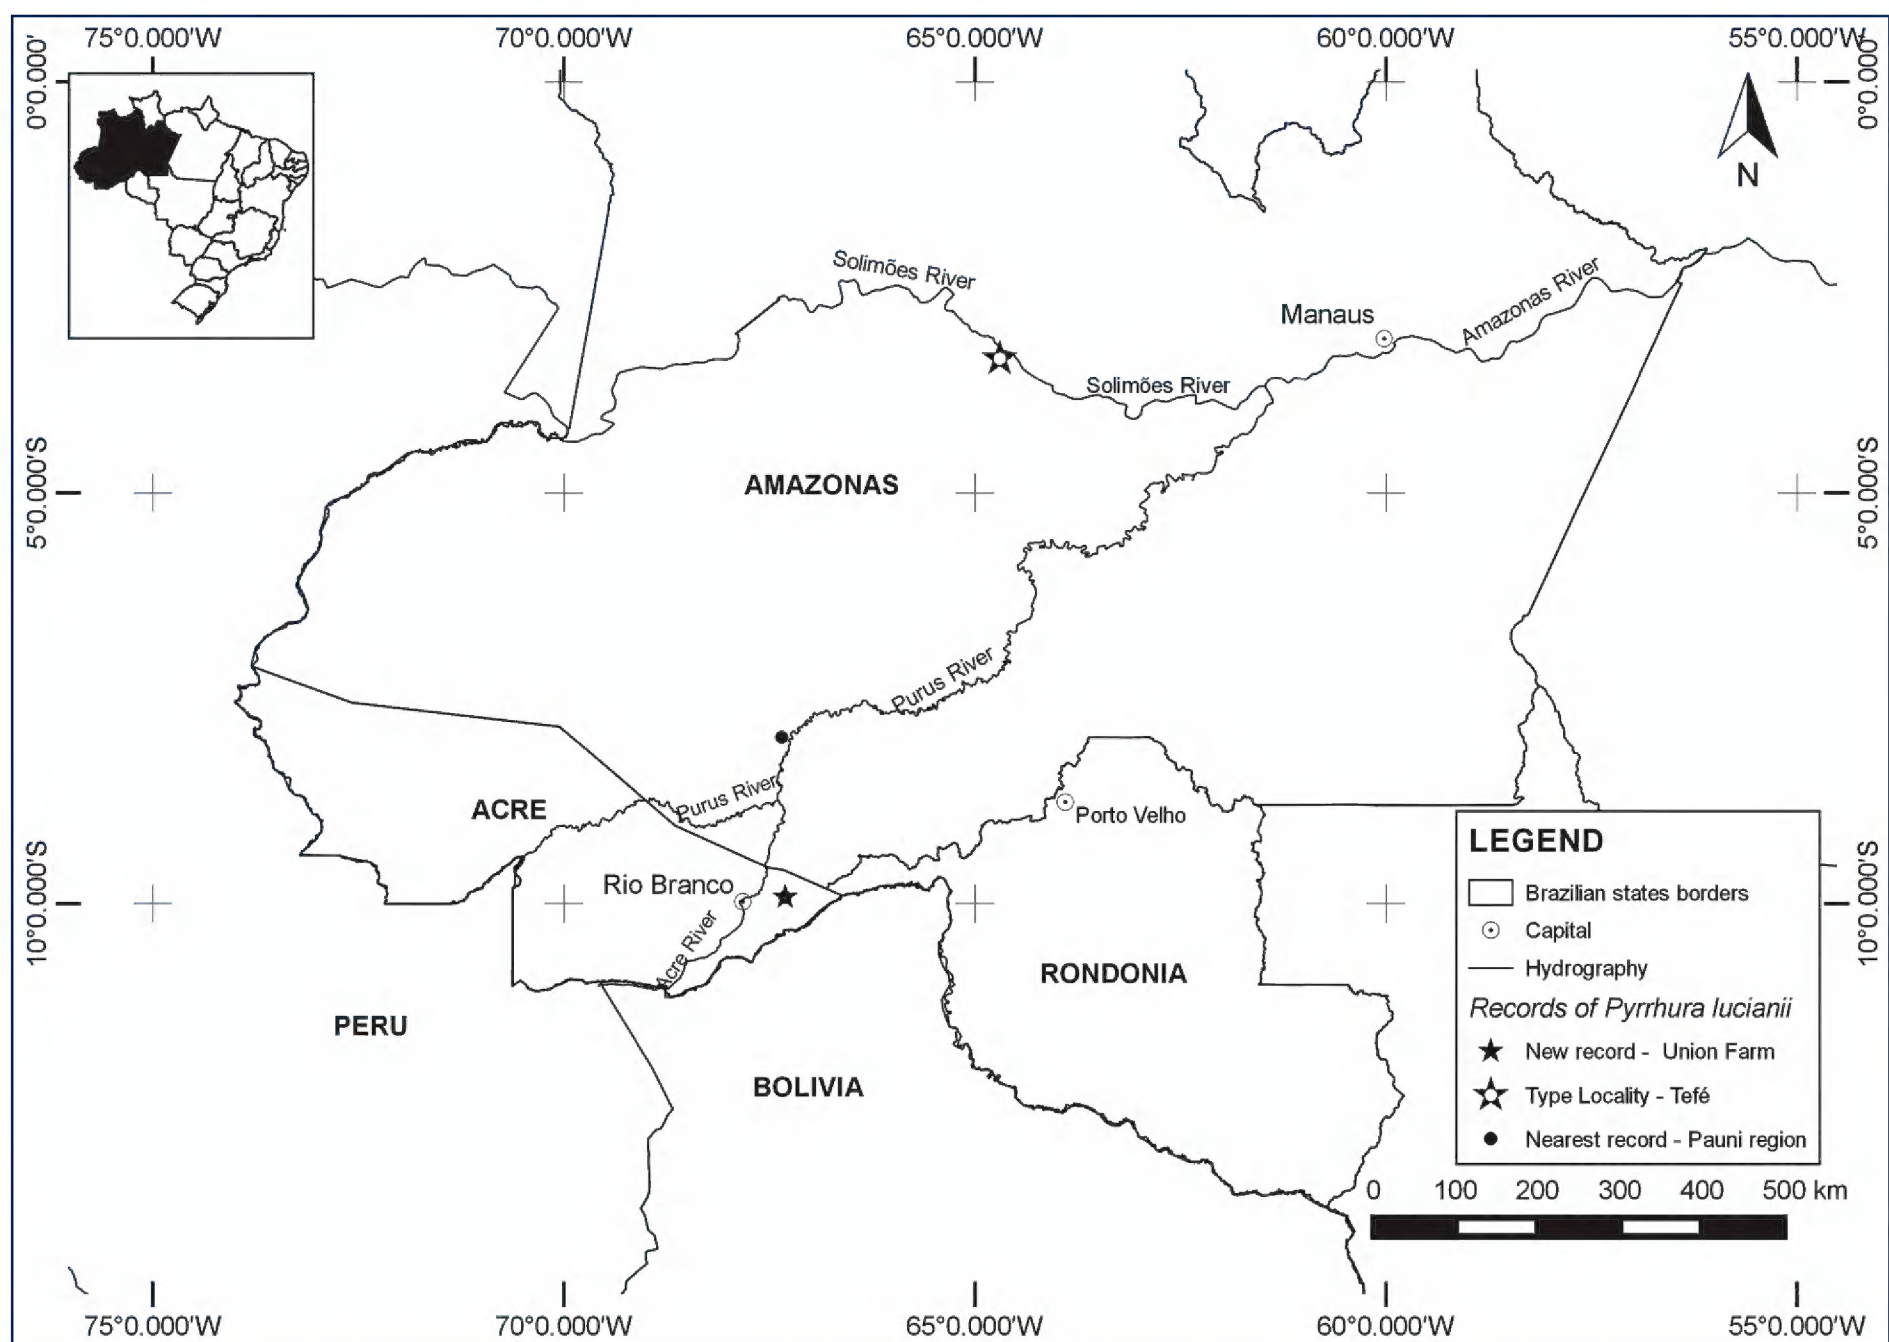 75°0.000'W 70°0.000'W 65°0.000'W 60°0.000'W 55°0.000'W
0°0.000'
0°0.000'
N
Solimões River
Amazonas River
Manaus
Solimões River
5°0.000'S
AMAZONAS
5°0.000'S
Purus River
Purus River
ACRE
Porto Velho
Rio Branco
10°0.000'S
10°0.000'S
Acre River
RONDONIA
PERU
BOLIVIA
LEGEND
Brazilian states borders
Capital
Hydrography
Records of Pyrrhura lucianii
New record - Union Farm
Type Locality - Tefé
Nearest record - Pauni region
0 100 200 300 400 500 km
75°0.000'W 70°0.000'W 65°0.000'W 60°0.000'W 55°0.000'W